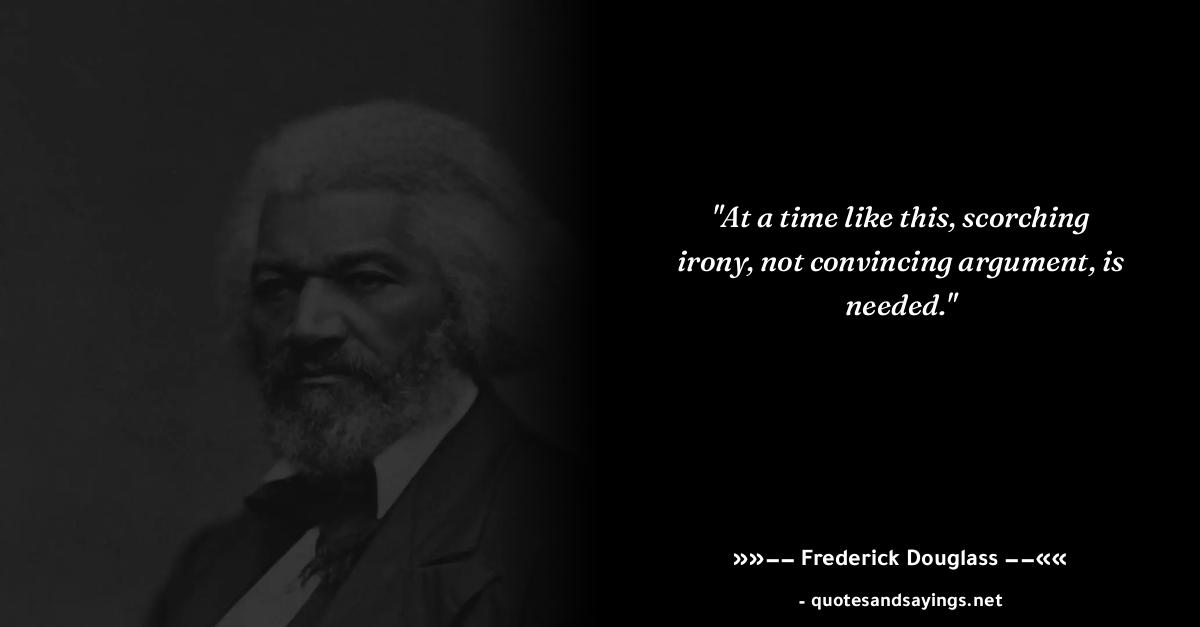 "At a time like this, scorching
irony, not convincing argument, is
needed."
»»–– Frederick Douglass ––««
- quotesandsayings.net